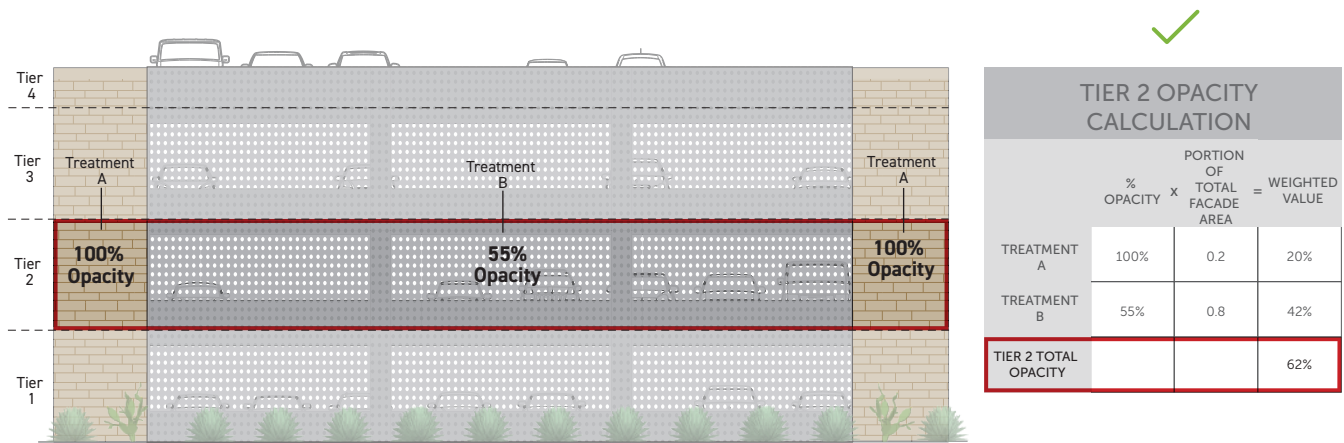 Tier
4
Tier
3
Treatment
A
Treatment
B
Treatment
A
Tier
2
100%
Opacity
55%
Opacity
100%
Opacity
Tier
1
TIER 2 OPACITY
CALCULATION
%
OPACITY
x
PORTION
OF
TOTAL
FACADE
AREA
=
WEIGHTED
VALUE
TREATMENT
A
100%
0.2
20%
TREATMENT
B
55%
0.8
42%
TIER 2 TOTAL
OPACITY
62%